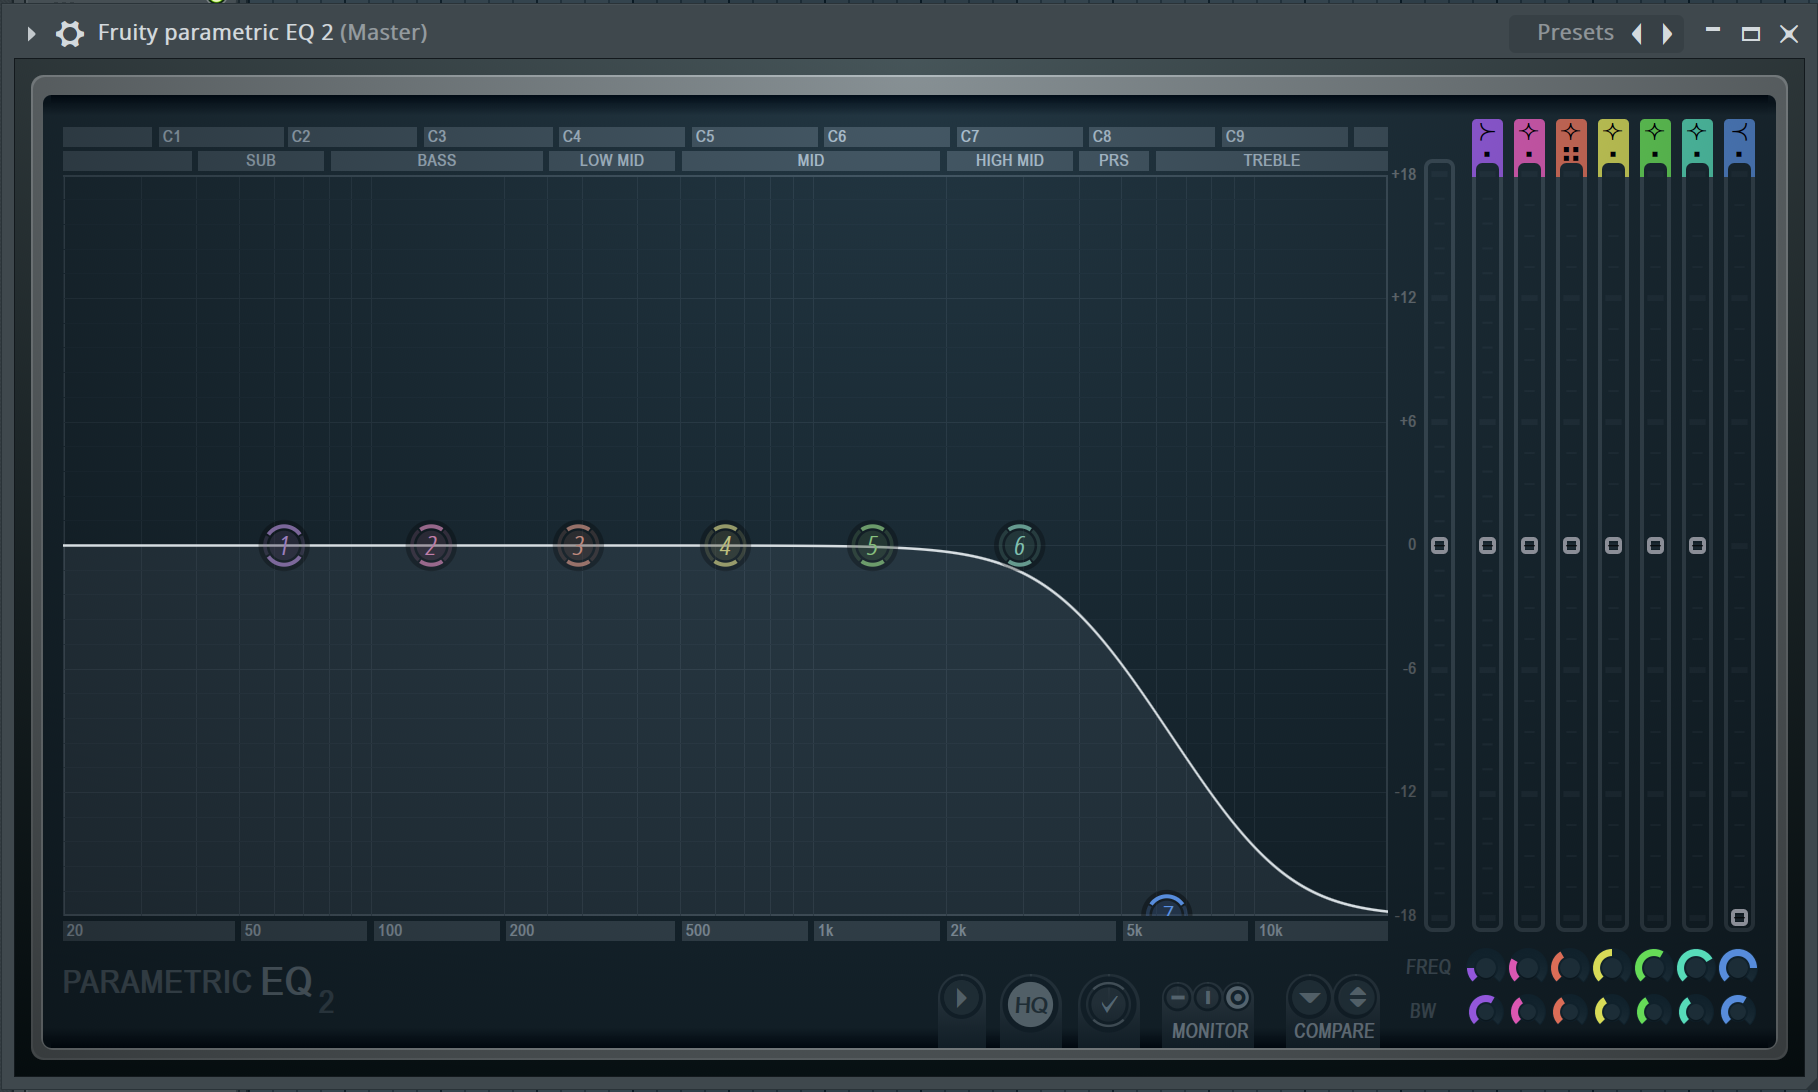 Fruity parametric EQ 2 (Master)
Presets
C1 C2 C3 C4 C5 C6 C7 C8 C9
SUB BASS LOW MID MID HIGH MID PRS TREBLE
+18
+12
+6
0
-6
-12
-18
1 2 3 4 5 6
7
20 50 100 200 500 1k 2k 5k 10k
FREQ
BW
PARAMETRIC EQ 2
HQ
MONITOR COMPARE